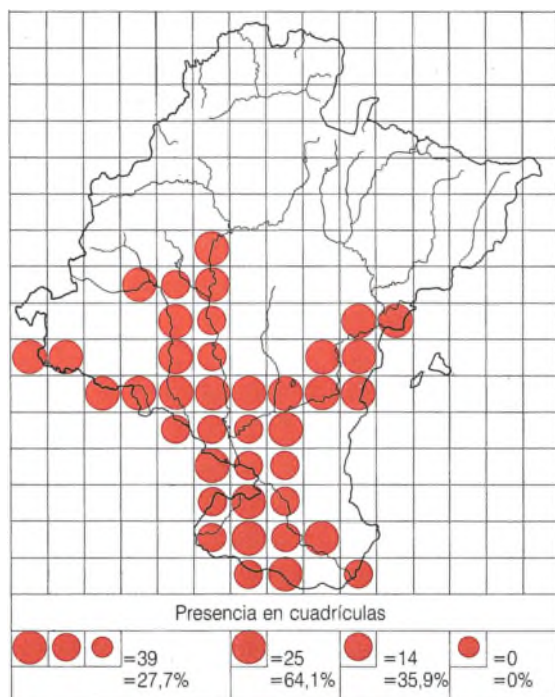 Presencia en cuadrículas
=39 =25 =14 =0
=27,7% =64,1% =35,9% =0%